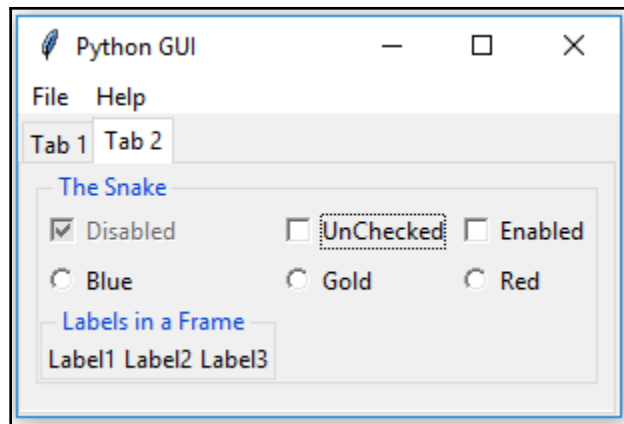 Python GUI
File Help
Tab 1 Tab 2
The Snake
Disabled UnChecked Enabled
Blue Gold Red
Labels in a Frame
Label1 Label2 Label3